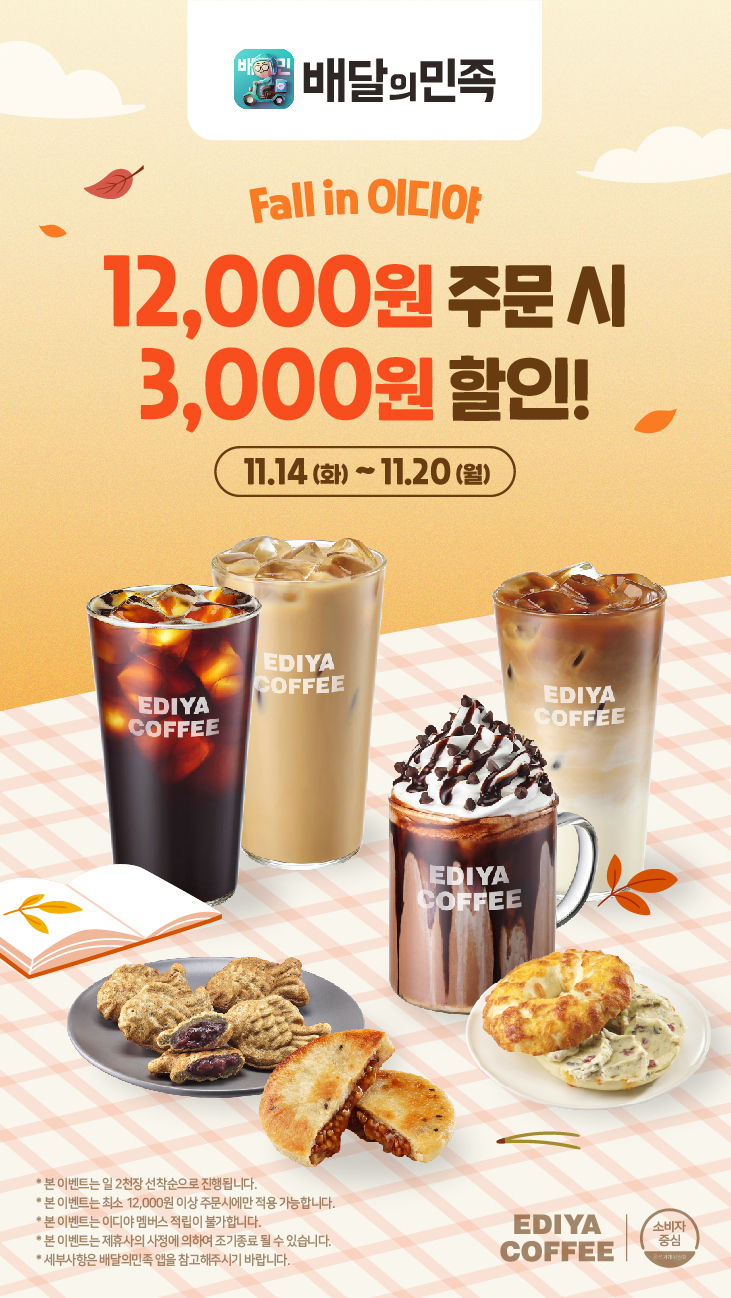 배달의민족
Fall in 이디야
12,000원 주문 시
3,000원 할인!
11.14 (화) ~ 11.20 (월)
EDIYA
COFFEE
EDIYA
COFFEE
EDIYA
COFFEE
EDIYA
COFFEE
* 본 이벤트는 일 2천장 선착순으로 진행됩니다.
* 본 이벤트는 최소 12,000원 이상 주문시에만 적용 가능합니다.
* 본 이벤트는 이디야 멤버스 적립이 불가합니다.
* 본 이벤트는 제휴사의 사정에 의하여 조기종료 될 수 있습니다.
* 세부사항은 배달의민족 앱을 참고해주시기 바랍니다.
EDIYA
COFFEE
소비자
중심